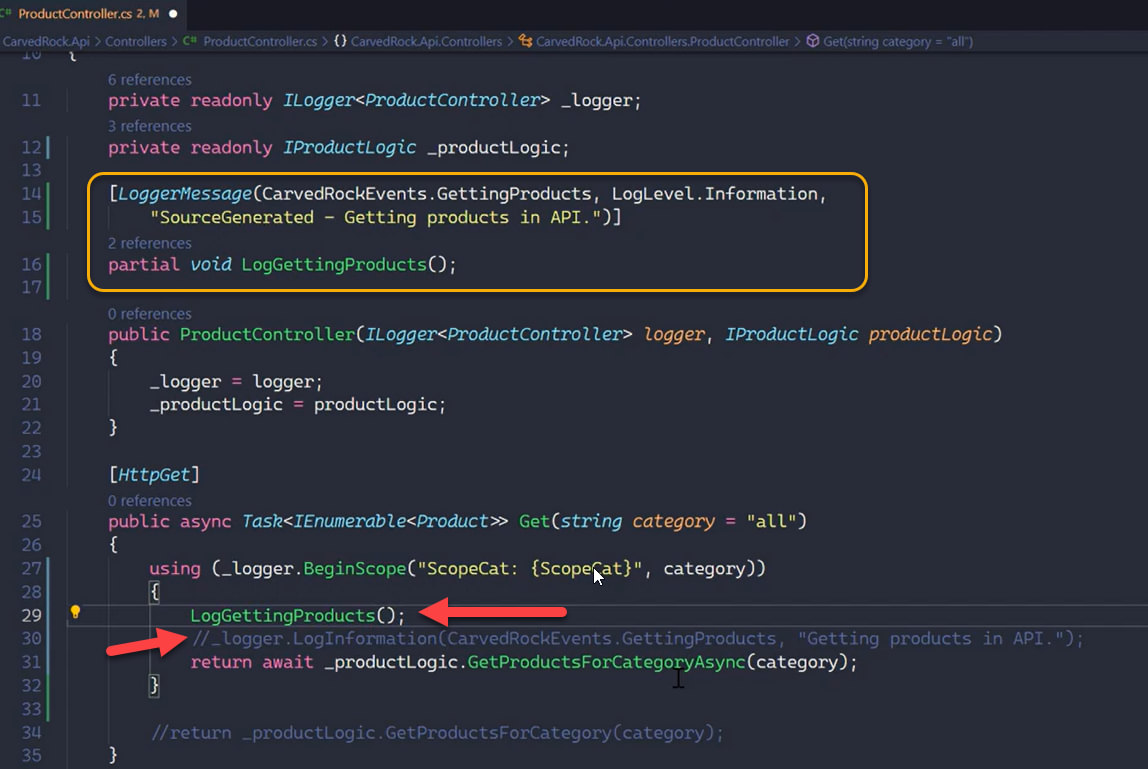 C# ProductController.cs 2, M ●
CarvedRock.Api > Controllers > C# ProductController.cs > {} CarvedRock.Api.Controllers > CarvedRock.Api.Controllers.ProductController > Get(string category = "all")
10 {
6 references
11 private readonly ILogger<ProductController> _logger;
3 references
12 private readonly IProductLogic _productLogic;
13
14 [LoggerMessage(CarvedRockEvents.GettingProducts, LogLevel.Information,
15 "SourceGenerated - Getting products in API.")]
2 references
16 partial void LogGettingProducts();
17
0 references
18 public ProductController(ILogger<ProductController> logger, IProductLogic productLogic)
19 {
20 _logger = logger;
21 _productLogic = productLogic;
22 }
23
24 [HttpGet]
0 references
25 public async Task<IEnumerable<Product>> Get(string category = "all")
26 {
27 using (_logger.BeginScope("ScopeCat: {ScopeCat}", category))
28 {
29 LogGettingProducts();
30 //_logger.LogInformation(CarvedRockEvents.GettingProducts, "Getting products in API.");
31 return await _productLogic.GetProductsForCategoryAsync(category);
32 }
33
34 //return _productLogic.GetProductsForCategory(category);
35 }